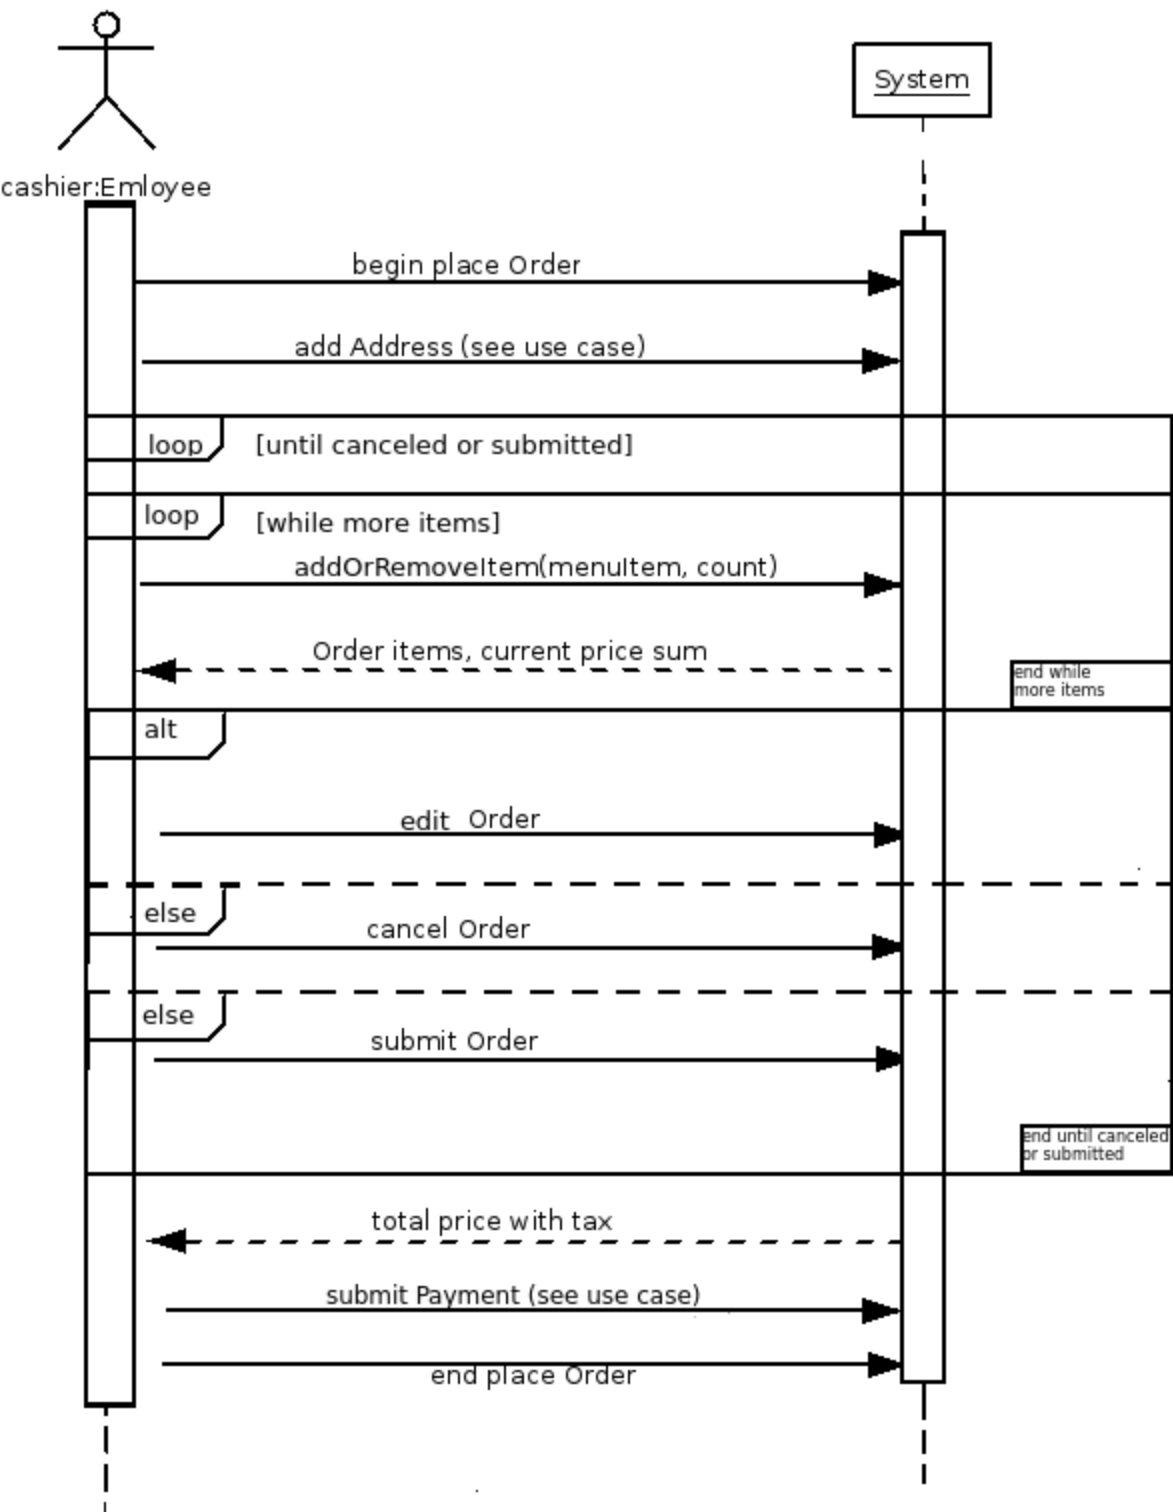 System
cashier:Emloyee
begin place Order
add Address (see use case)
loop [until canceled or submitted]
loop [while more items]
addOrRemoveItem(menuItem, count)
Order items, current price sum
end while
more items
alt
edit Order
else
cancel Order
else
submit Order
end until canceled
or submitted
total price with tax
submit Payment (see use case)
end place Order